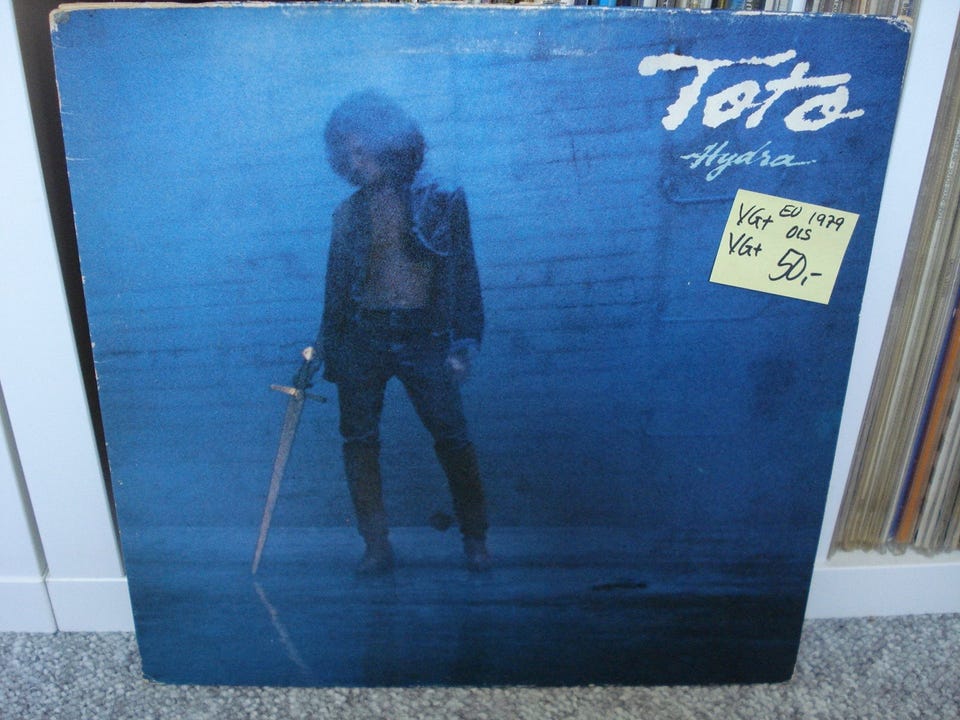 Toto
Hydra
VG+ EU 1979
OIS
VG+ 50,-